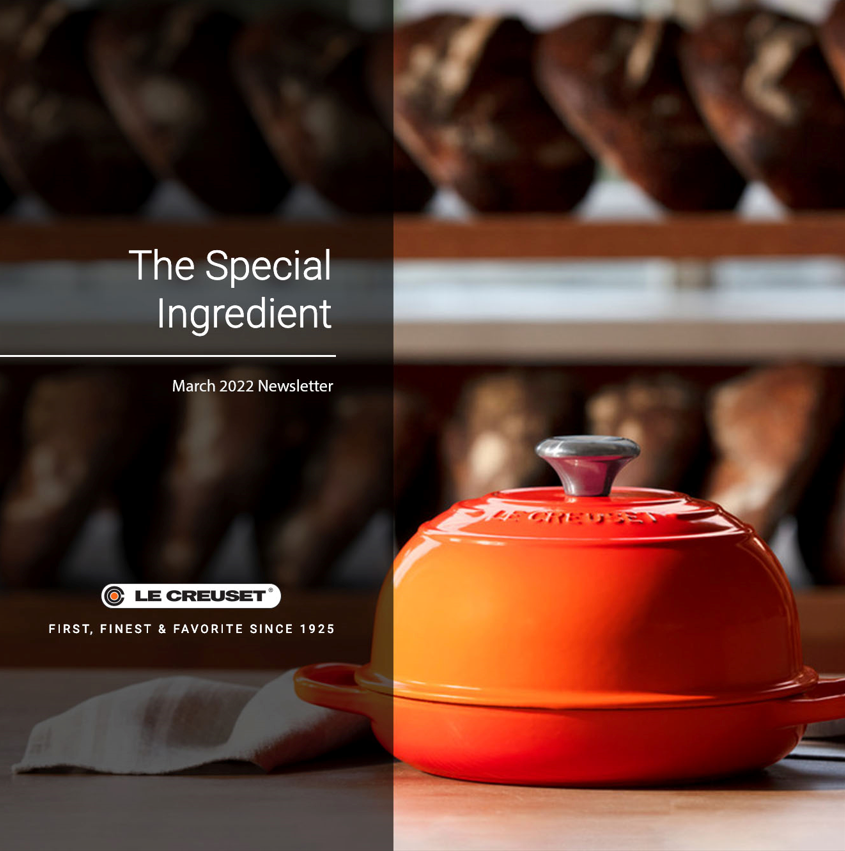 The Special
Ingredient
March 2022 Newsletter
LE CREUSET
LE CREUSET®
FIRST, FINEST & FAVORITE SINCE 1925